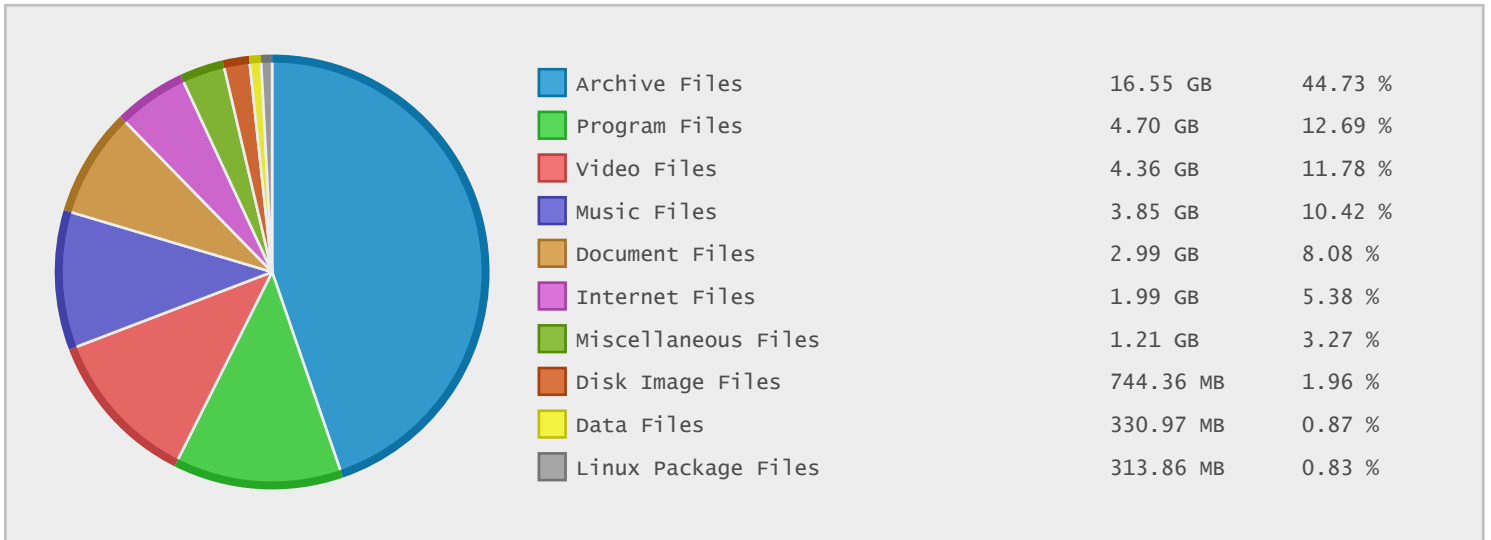 Archive Files 16.55 GB 44.73 %
Program Files 4.70 GB 12.69 %
Video Files 4.36 GB 11.78 %
Music Files 3.85 GB 10.42 %
Document Files 2.99 GB 8.08 %
Internet Files 1.99 GB 5.38 %
Miscellaneous Files 1.21 GB 3.27 %
Disk Image Files 744.36 MB 1.96 %
Data Files 330.97 MB 0.87 %
Linux Package Files 313.86 MB 0.83 %